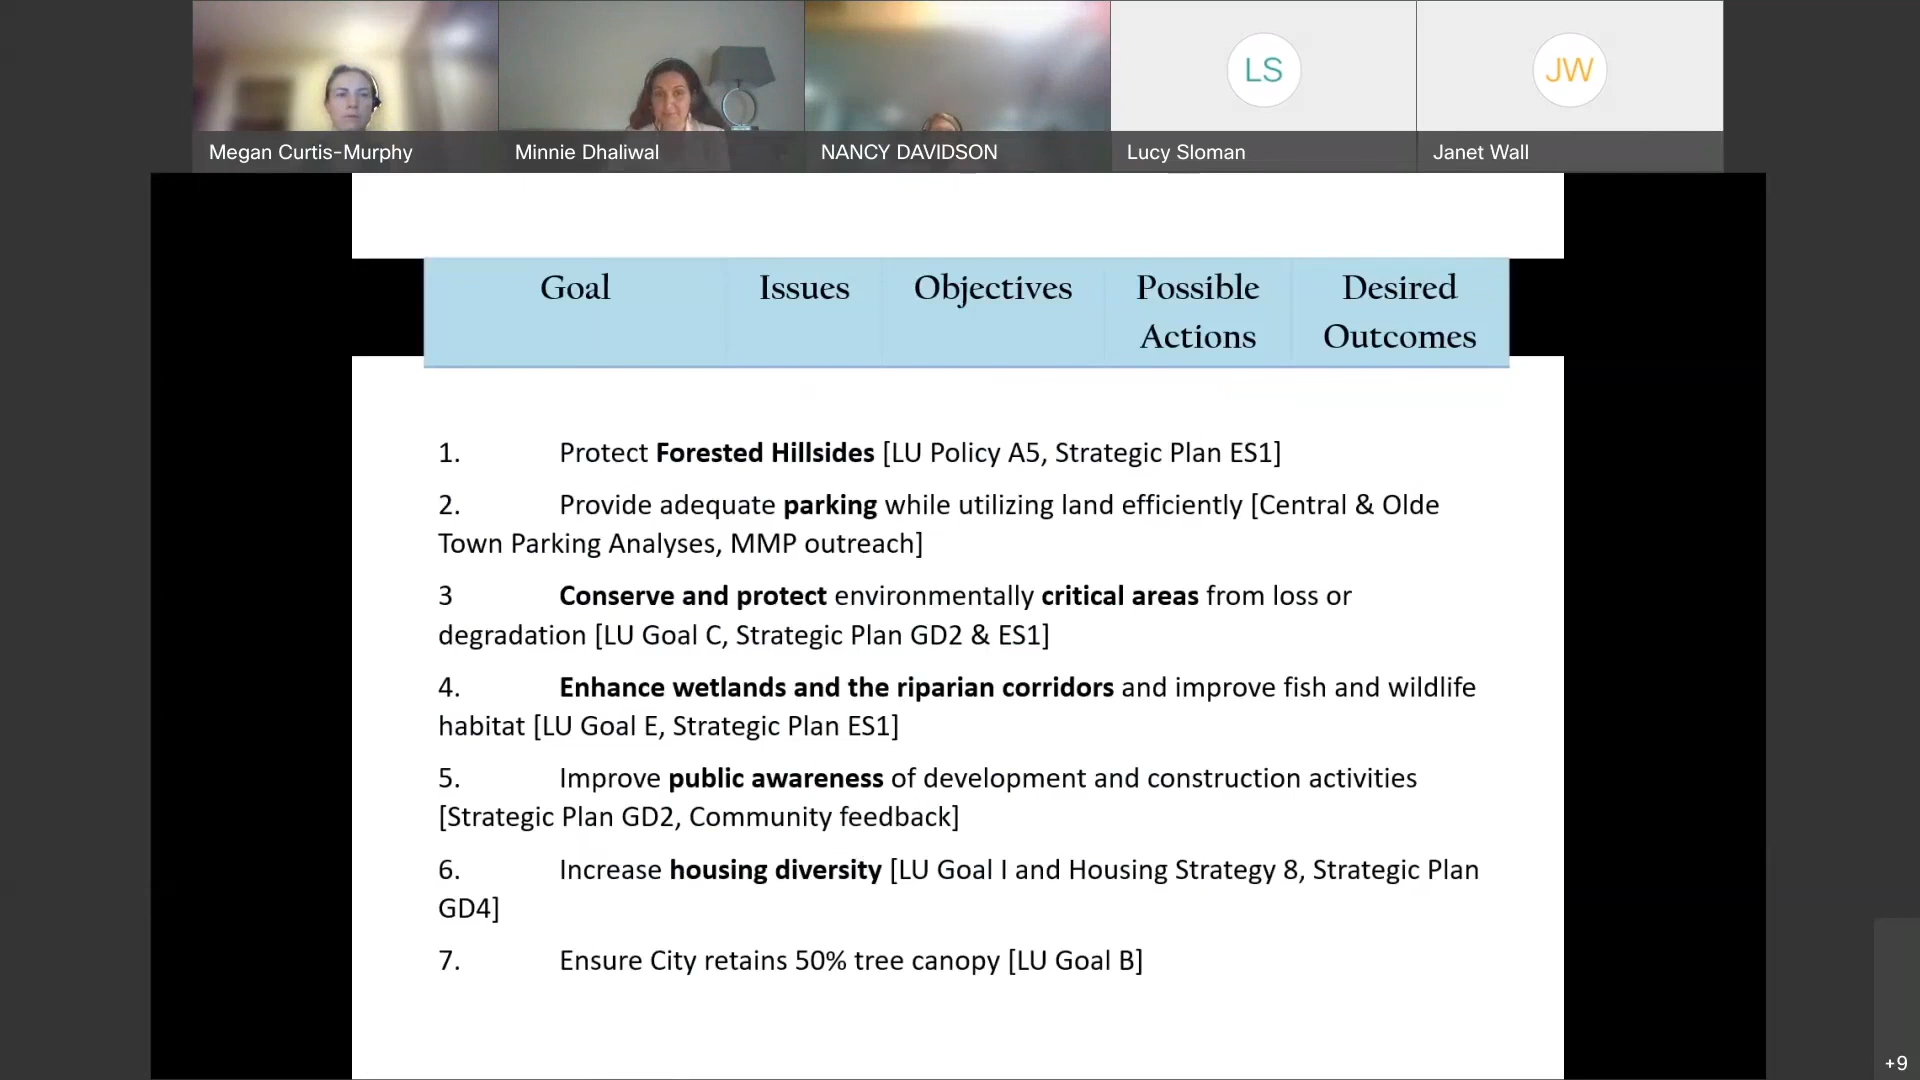 LS
JW
Megan Curtis-Murphy
Minnie Dhaliwal
NANCY DAVIDSON
Lucy Sloman
Janet Wall
Goal
Issues
Objectives
Possible
Actions
Desired
Outcomes
1. Protect Forested Hillsides [LU Policy A5, Strategic Plan ES1]
2. Provide adequate parking while utilizing land efficiently [Central & Olde
Town Parking Analyses, MMP outreach]
3 Conserve and protect environmentally critical areas from loss or
degradation [LU Goal C, Strategic Plan GD2 & ES1]
4. Enhance wetlands and the riparian corridors and improve fish and wildlife
habitat [LU Goal E, Strategic Plan ES1]
5. Improve public awareness of development and construction activities
[Strategic Plan GD2, Community feedback]
6. Increase housing diversity [LU Goal I and Housing Strategy 8, Strategic Plan
GD4]
7. Ensure City retains 50% tree canopy [LU Goal B]
+9